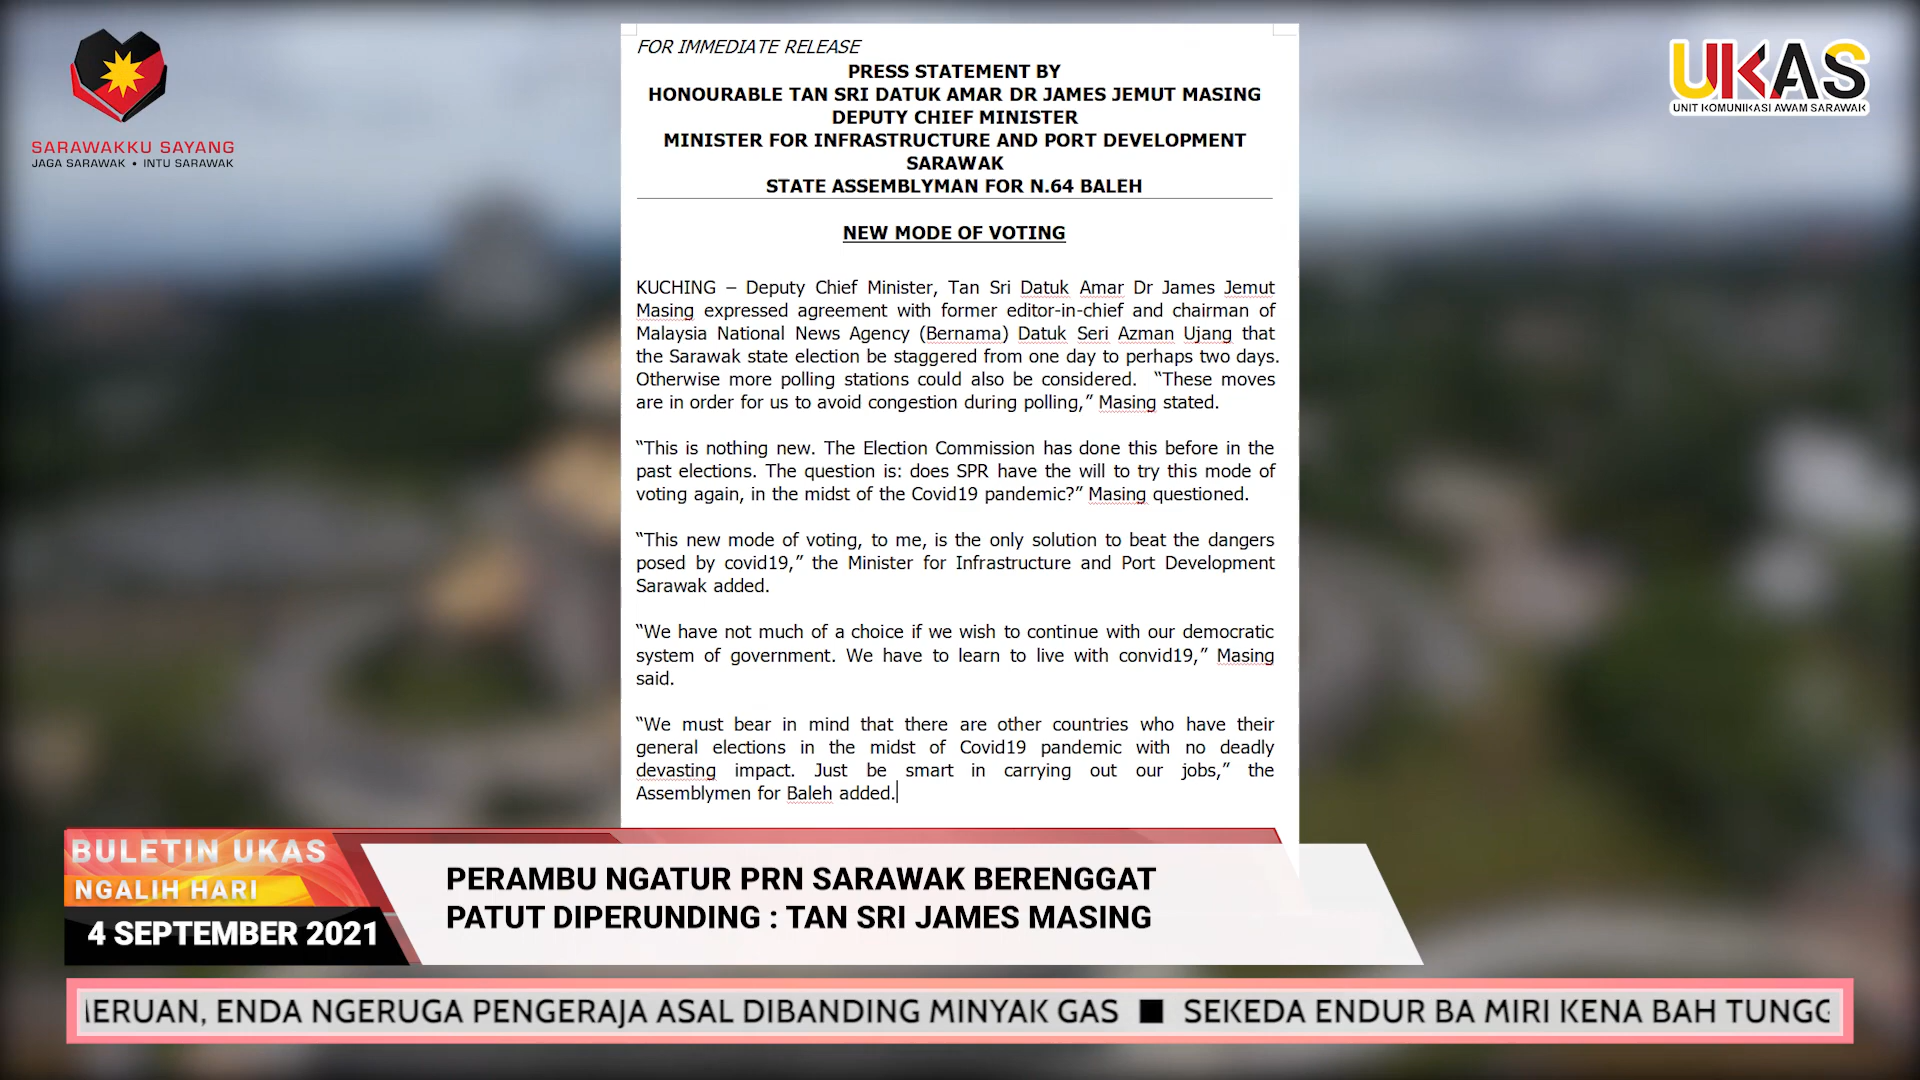 FOR IMMEDIATE RELEASE
PRESS STATEMENT BY
HONOURABLE TAN SRI DATUK AMAR DR JAMES JEMUT MASING
DEPUTY CHIEF MINISTER
MINISTER FOR INFRASTRUCTURE AND PORT DEVELOPMENT
SARAWAK
STATE ASSEMBLYMAN FOR N.64 BALEH
NEW MODE OF VOTING
KUCHING – Deputy Chief Minister, Tan Sri Datuk Amar Dr James Jemut
Masing expressed agreement with former editor-in-chief and chairman of
Malaysia National News Agency (Bernama) Datuk Seri Azman Ujang that
the Sarawak state election be staggered from one day to perhaps two days.
Otherwise more polling stations could also be considered. “These moves
are in order for us to avoid congestion during polling,” Masing stated.
“This is nothing new. The Election Commission has done this before in the
past elections. The question is: does SPR have the will to try this mode of
voting again, in the midst of the Covid19 pandemic?” Masing questioned.
“This new mode of voting, to me, is the only solution to beat the dangers
posed by covid19,” the Minister for Infrastructure and Port Development
Sarawak added.
“We have not much of a choice if we wish to continue with our democratic
system of government. We have to learn to live with convid19,” Masing
said.
“We must bear in mind that there are other countries who have their
general elections in the midst of Covid19 pandemic with no deadly
devasting impact. Just be smart in carrying out our jobs,” the
Assemblymen for Baleh added.
SARAWAKKU SAYANG
JAGA SARAWAK • INTU SARAWAK
UKAS
UNIT KOMUNIKASI AWAM SARAWAK
BULETIN UKAS
NGALIH HARI
4 SEPTEMBER 2021
PERAMBU NGATUR PRN SARAWAK BERENGGAT
PATUT DIPERUNDING : TAN SRI JAMES MASING
ENDA NGERUGA PENGERAJA ASAL DIBANDING MINYAK GAS ■ SEKEDA ENDUR BA MIRI KENA BAH